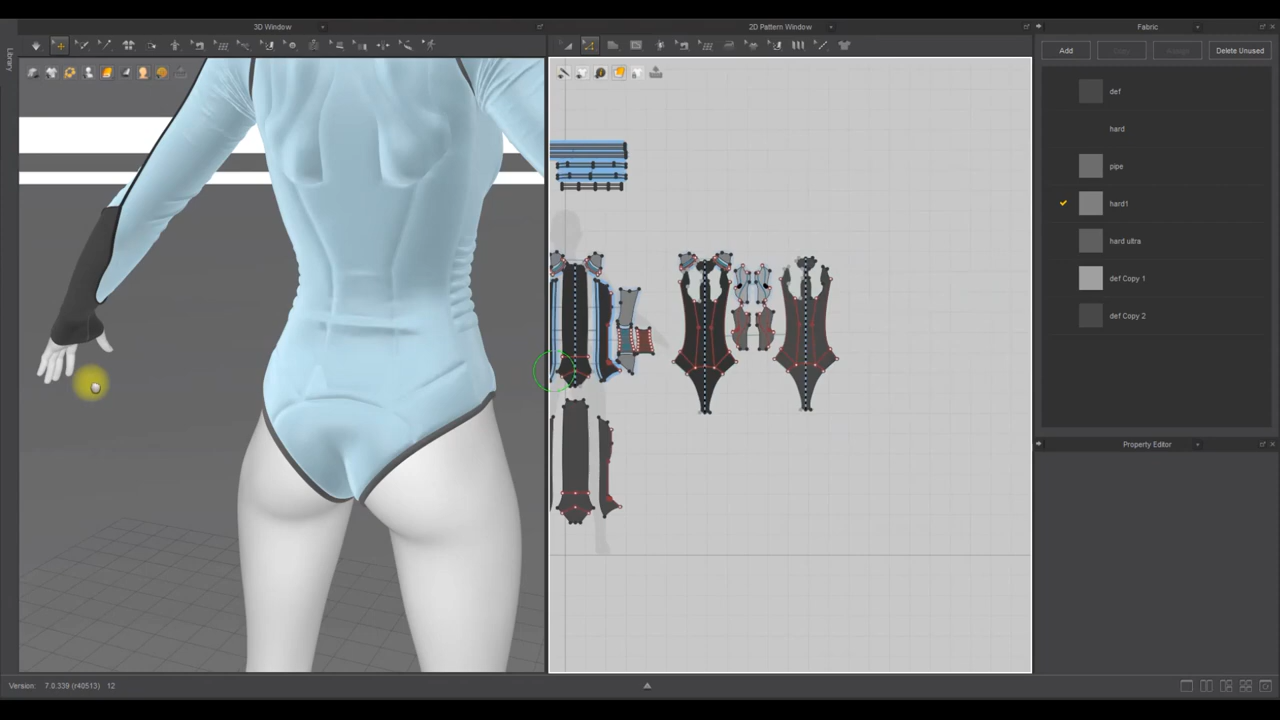 3D Window
2D Pattern Window
Fabric
Library
Add
Delete Unused
def
hard
pipe
hard1
hard ultra
def Copy 1
def Copy 2
Property Editor
Version: 7.0.339 (r40513) 12